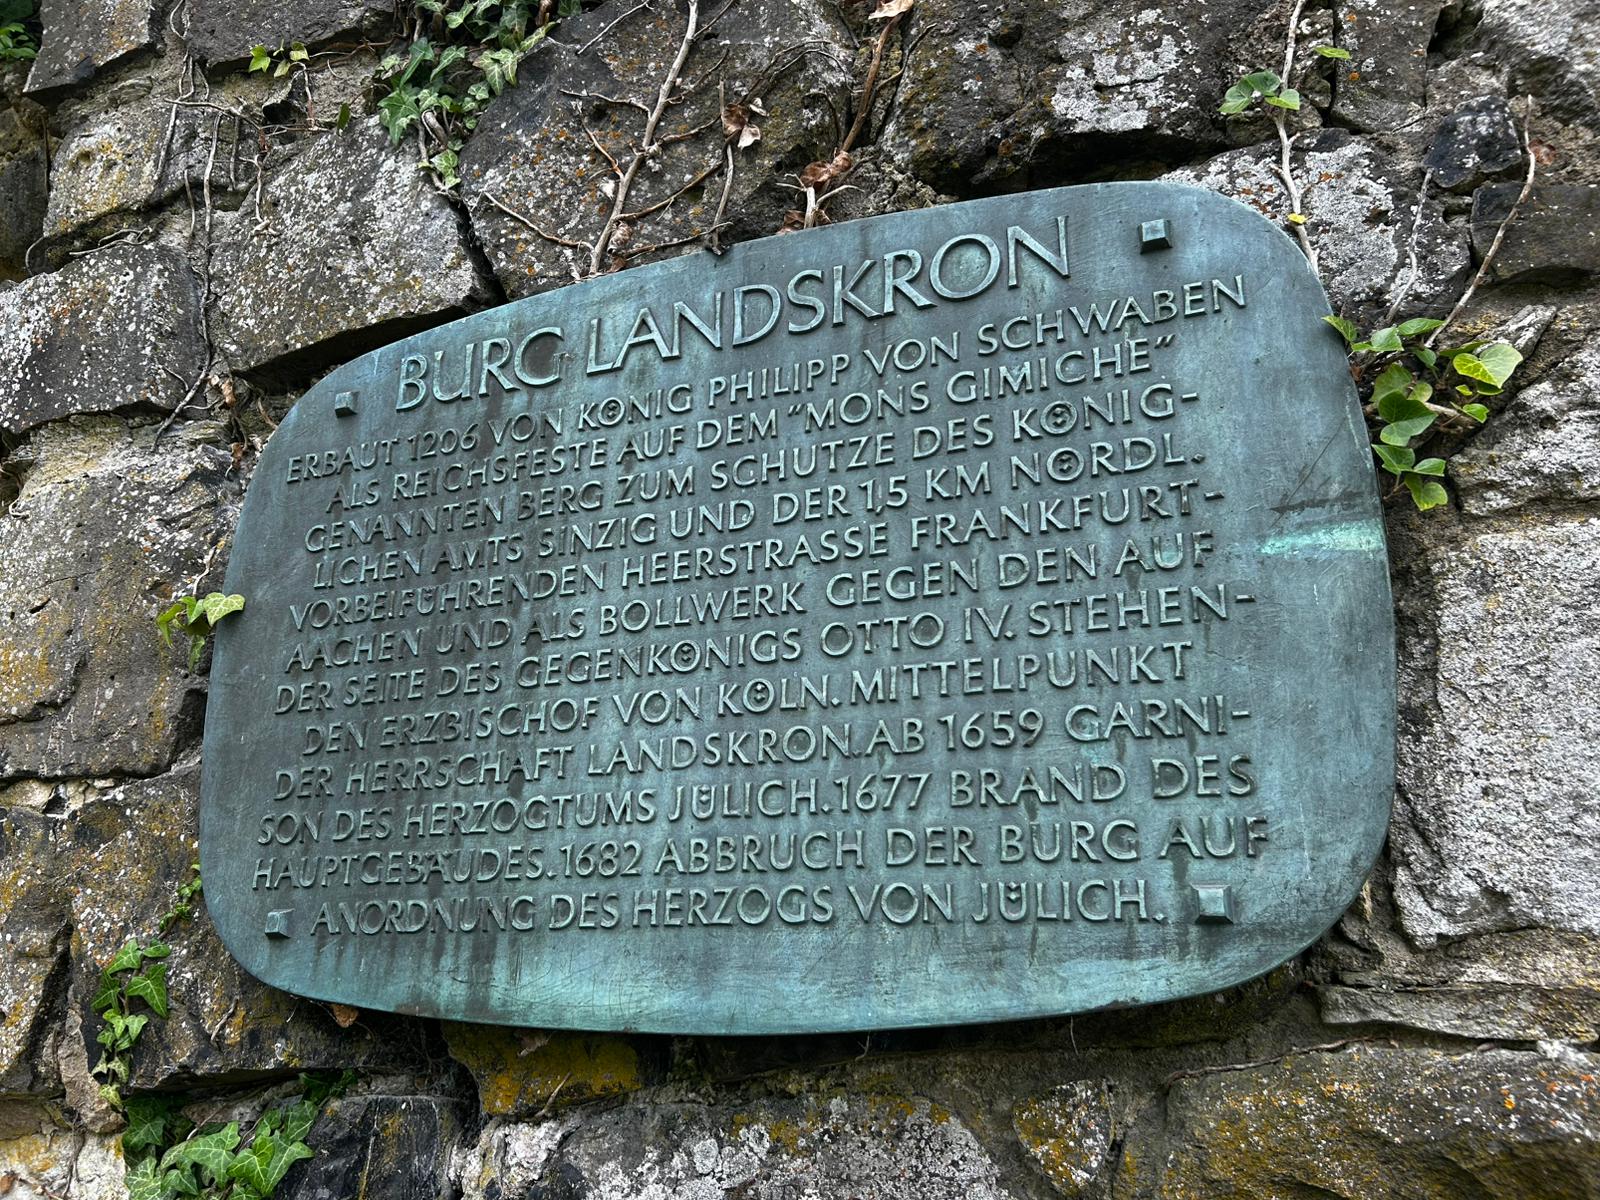 BURG LANDSKRON
ERBAUT 1206 VON KÖNIG PHILIPP VON SCHWABEN
ALS REICHSFESTE AUF DEM "MONS GIMICHE"
GENANNTEN BERG ZUM SCHUTZE DES KÖNIG-
LICHEN AMTS SINZIG UND DER 1,5 KM NÖRDL.
VORBEIFÜHRENDEN HEERSTRASSE FRANKFURT-
AACHEN UND ALS BOLLWERK GEGEN DEN AUF
DER SEITE DES GEGENKÖNIGS OTTO IV. STEHEN-
DEN ERZBISCHOF VON KÖLN. MITTELPUNKT
DER HERRSCHAFT LANDSKRON. AB 1659 GARNI-
SON DES HERZOGTUMS JÜLICH. 1677 BRAND DES
HAUPTGEBÄUDES. 1682 ABBRUCH DER BURG AUF
ANORDNUNG DES HERZOGS VON JÜLICH.